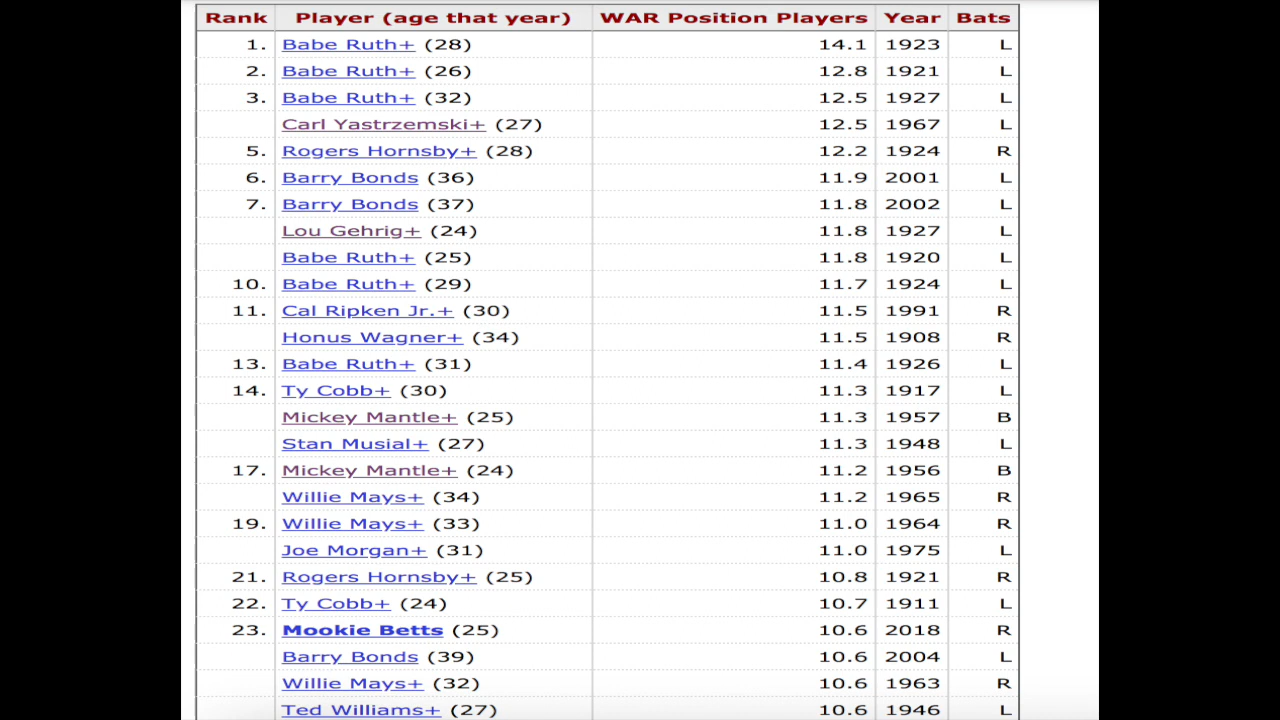 Rank Player (age that year) WAR Position Players Year Bats
1. Babe Ruth+ (28) 14.1 1923 L
2. Babe Ruth+ (26) 12.8 1921 L
3. Babe Ruth+ (32) 12.5 1927 L
Carl Yastrzemski+ (27) 12.5 1967 L
5. Rogers Hornsby+ (28) 12.2 1924 R
6. Barry Bonds (36) 11.9 2001 L
7. Barry Bonds (37) 11.8 2002 L
Lou Gehrig+ (24) 11.8 1927 L
Babe Ruth+ (25) 11.8 1920 L
10. Babe Ruth+ (29) 11.7 1924 L
11. Cal Ripken Jr.+ (30) 11.5 1991 R
Honus Wagner+ (34) 11.5 1908 R
13. Babe Ruth+ (31) 11.4 1926 L
14. Ty Cobb+ (30) 11.3 1917 L
Mickey Mantle+ (25) 11.3 1957 B
Stan Musial+ (27) 11.3 1948 L
17. Mickey Mantle+ (24) 11.2 1956 B
Willie Mays+ (34) 11.2 1965 R
19. Willie Mays+ (33) 11.0 1964 R
Joe Morgan+ (31) 11.0 1975 L
21. Rogers Hornsby+ (25) 10.8 1921 R
22. Ty Cobb+ (24) 10.7 1911 L
23. Mookie Betts (25) 10.6 2018 R
Barry Bonds (39) 10.6 2004 L
Willie Mays+ (32) 10.6 1963 R
Ted Williams+ (27) 10.6 1946 L